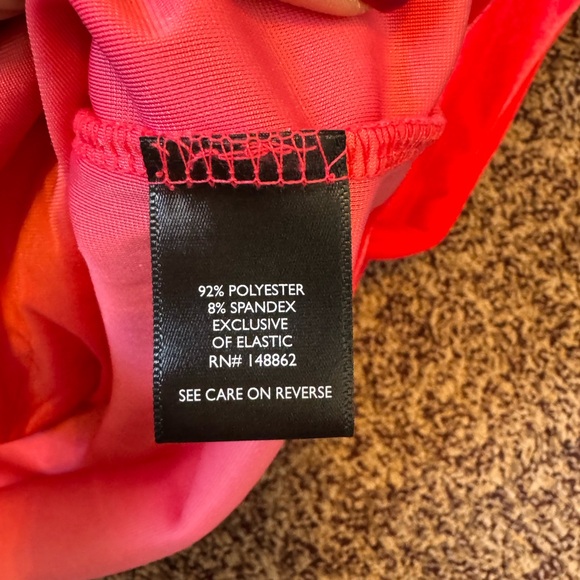 92% POLYESTER
8% SPANDEX
EXCLUSIVE
OF ELASTIC
RN# 148862
SEE CARE ON REVERSE